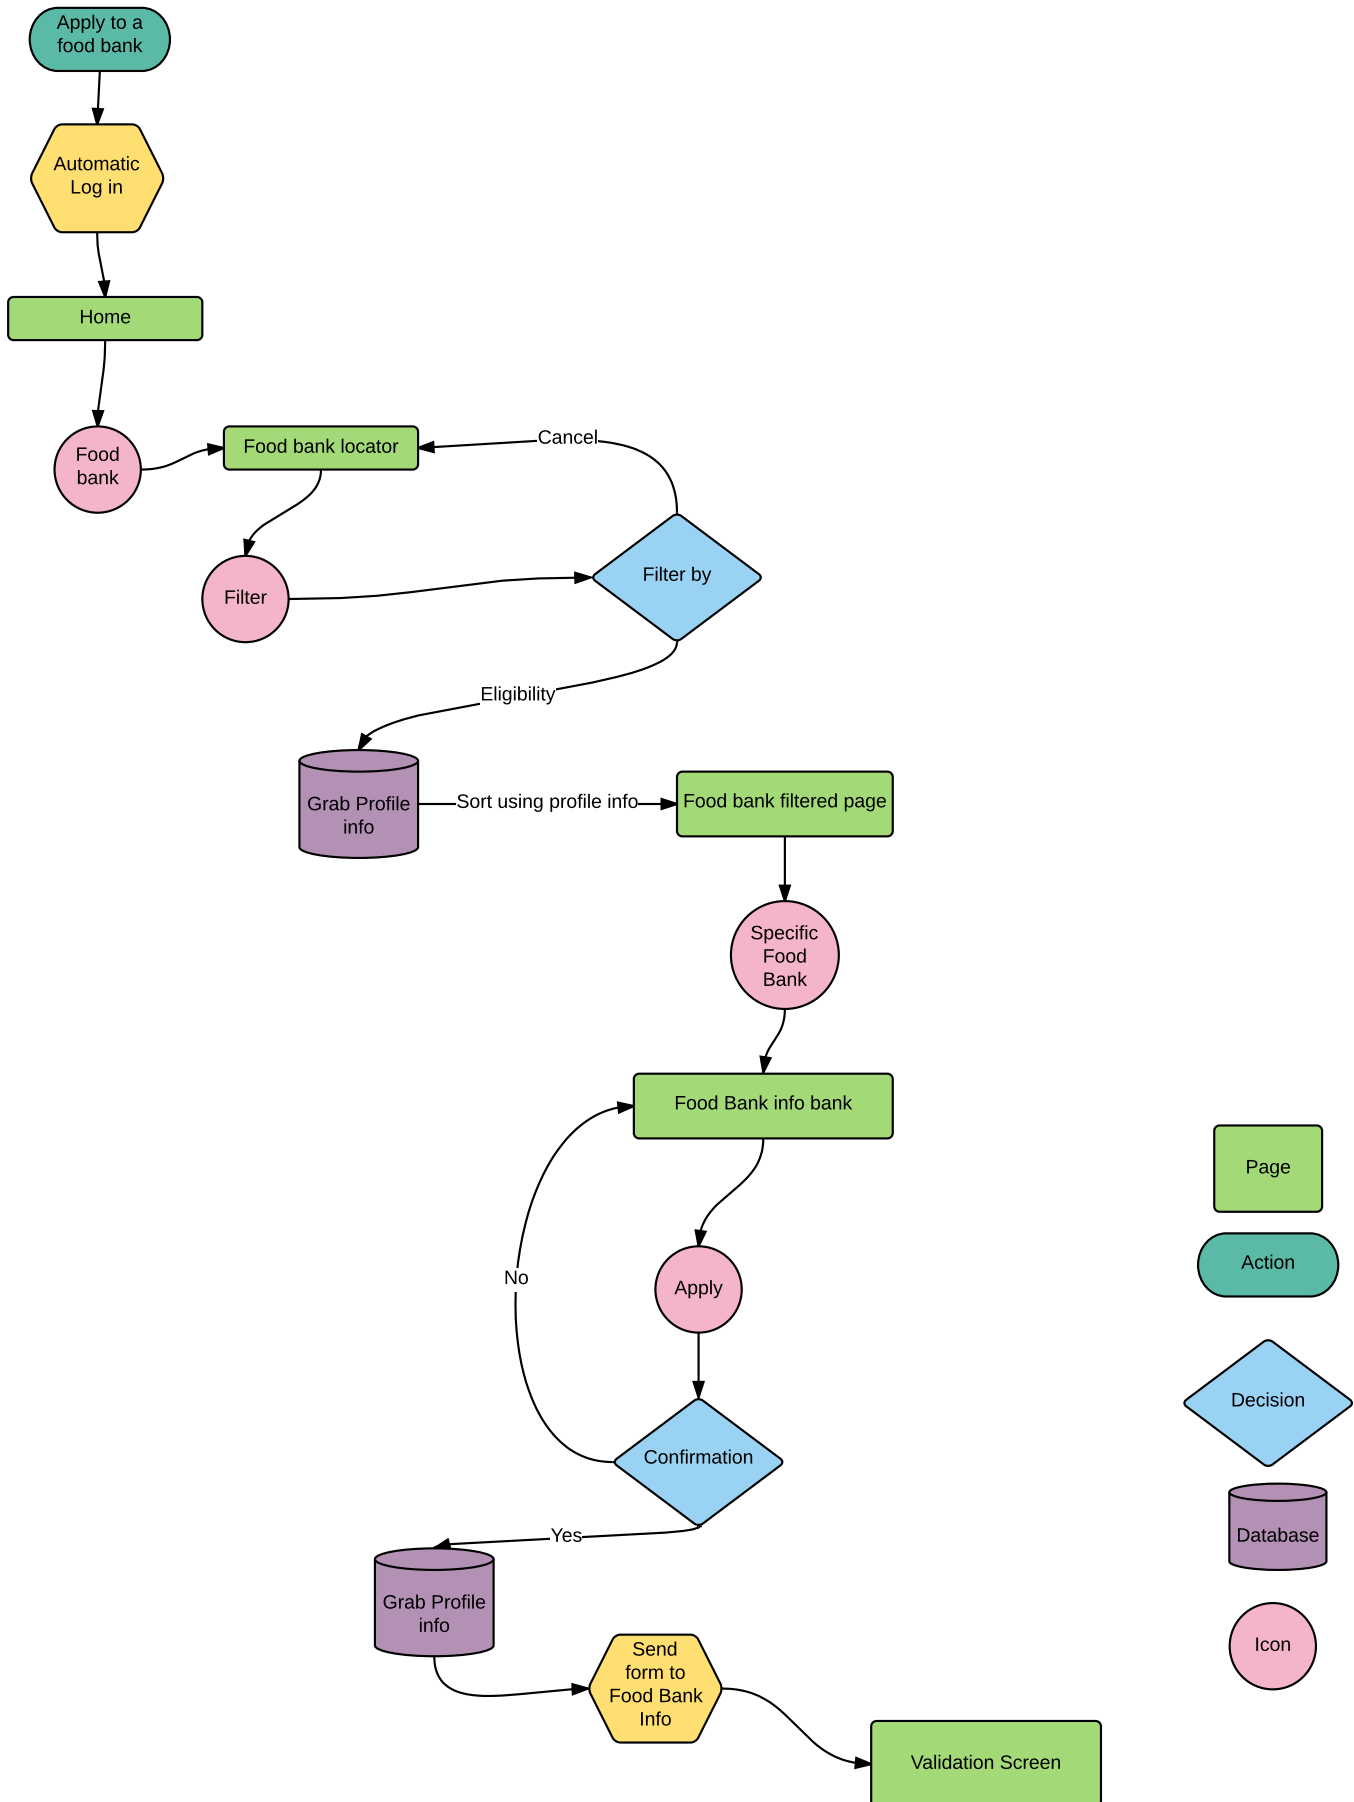 Apply to a
food bank
Automatic
Log in
Home
Food
bank
Food bank locator
Cancel
Filter
Filter by
Eligibility
Grab Profile
info
Sort using profile info
Food bank filtered page
Specific
Food
Bank
Food Bank info bank
No
Apply
Confirmation
Yes
Grab Profile
info
Send
form to
Food Bank
Info
Validation Screen
Page
Action
Decision
Database
Icon